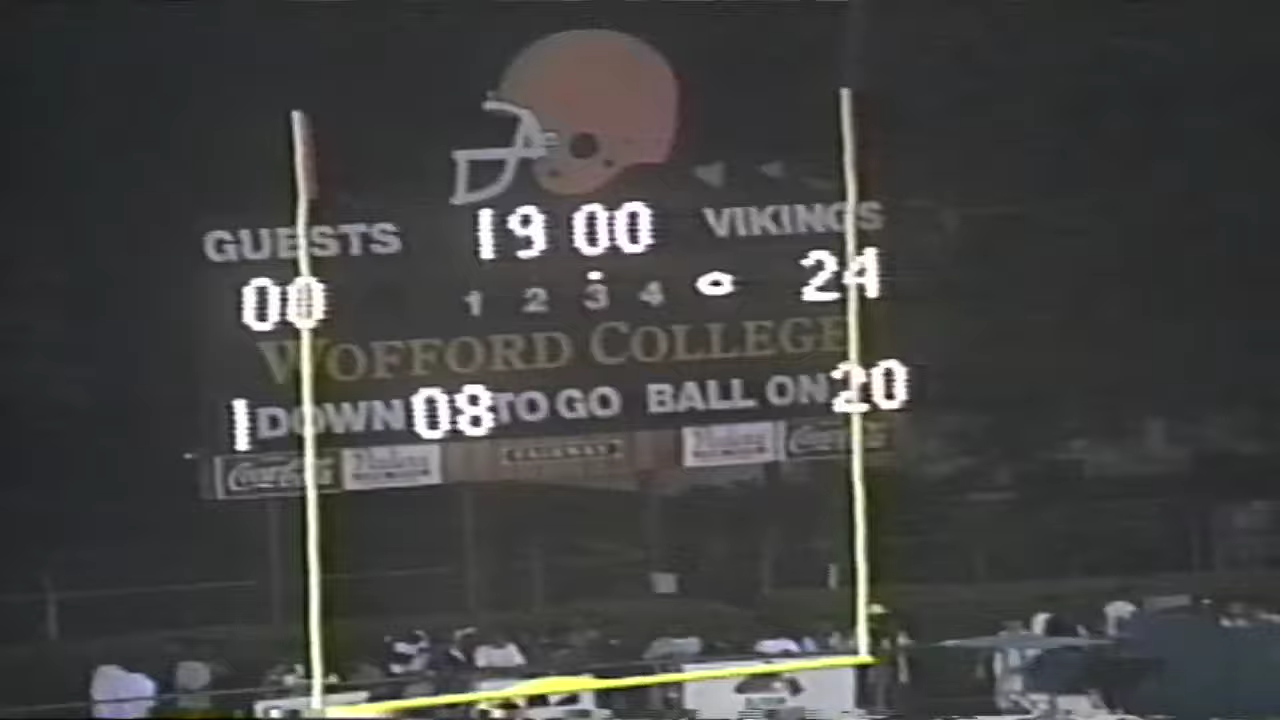 GUESTS 19 00 VIKINGS
00 1 2 3 4 24
WOFFORD COLLEGE
1 DOWN 08 TO GO BALL ON 20
Coca-Cola FAIRWAY Coca-Cola